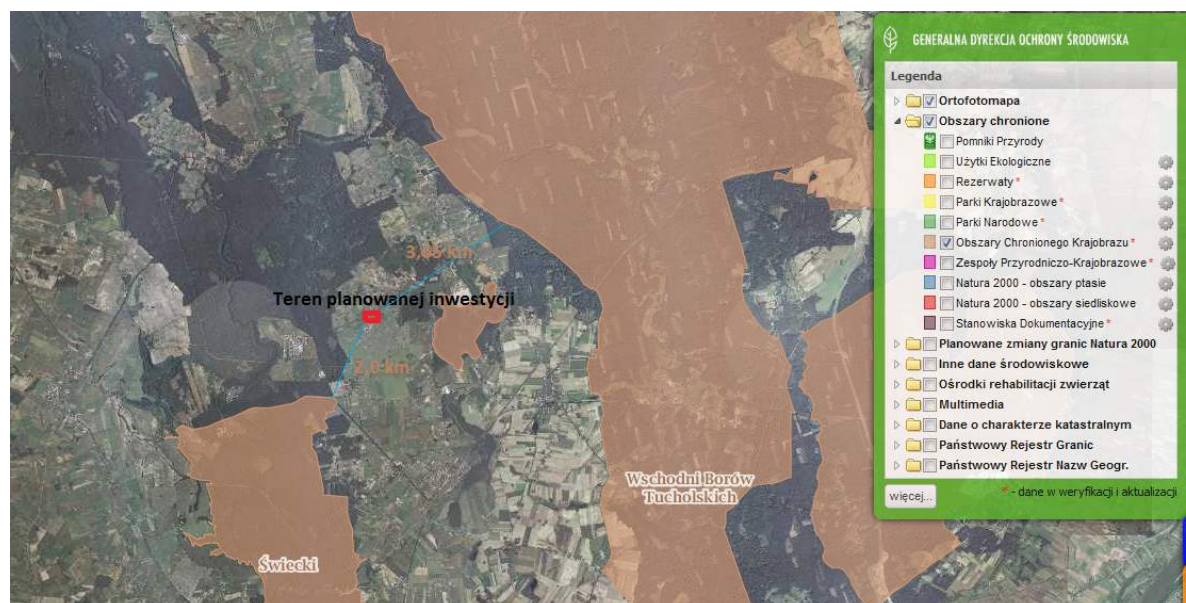 GENERALNA DYREKCJA OCHRONY ŚRODOWISKA
Legenda
Ortofotomapa
Obszary chronione
Pomniki Przyrody
Użytki Ekologiczne
Rezerwaty *
Parki Krajobrazowe *
Parki Narodowe *
Obszary Chronionego Krajobrazu *
Zespoły Przyrodniczo-Krajobrazowe *
Natura 2000 - obszary ptasie
Natura 2000 - obszary siedliskowe
Stanowiska Dokumentacyjne *
Planowane zmiany granic Natura 2000
Inne dane środowiskowe
Ośrodki rehabilitacji zwierząt
Multimedia
Dane o charakterze katastralnym
Państwowy Rejestr Granic
Państwowy Rejestr Nazw Geogr.
więcej...
* - dane w weryfikacji i aktualizacji
km
Teren planowanej inwestycji
2,0 km
Wschodni Borów
Tucholskich
Świecki